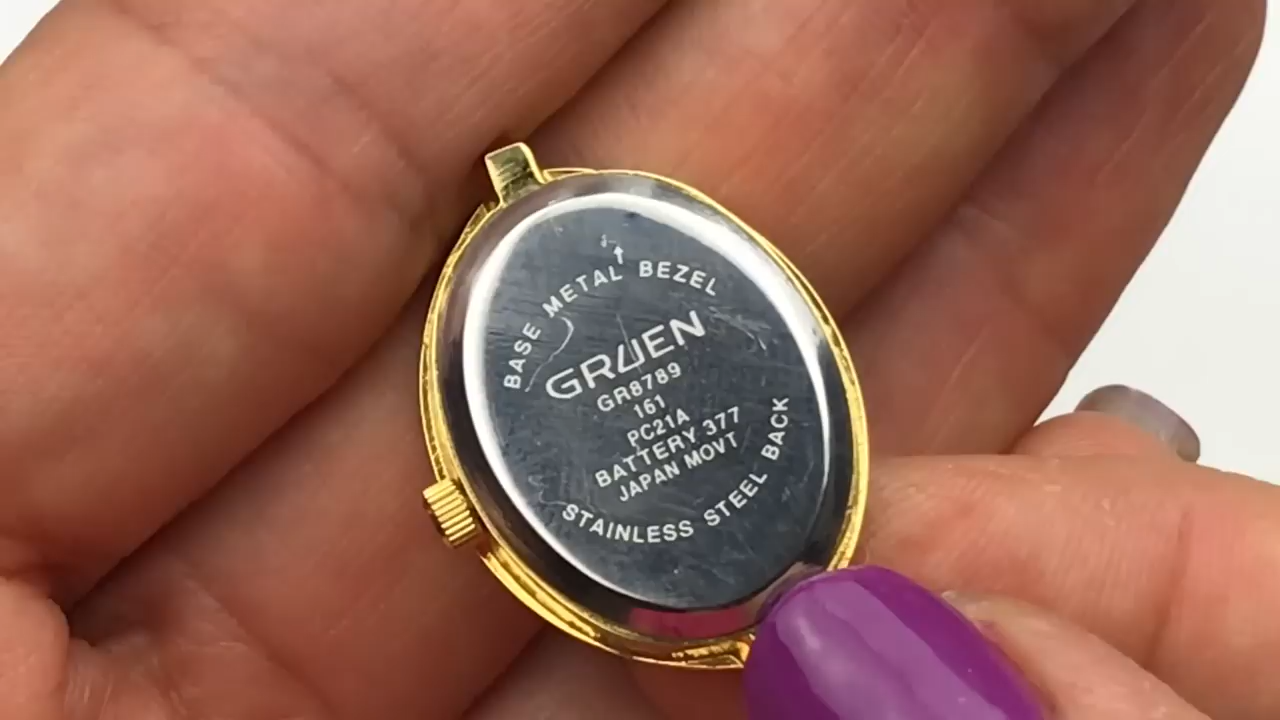 BASE METAL BEZEL
GRUEN
GR8789
161
PC21A
BATTERY 377
JAPAN MOVT
STAINLESS STEEL BACK